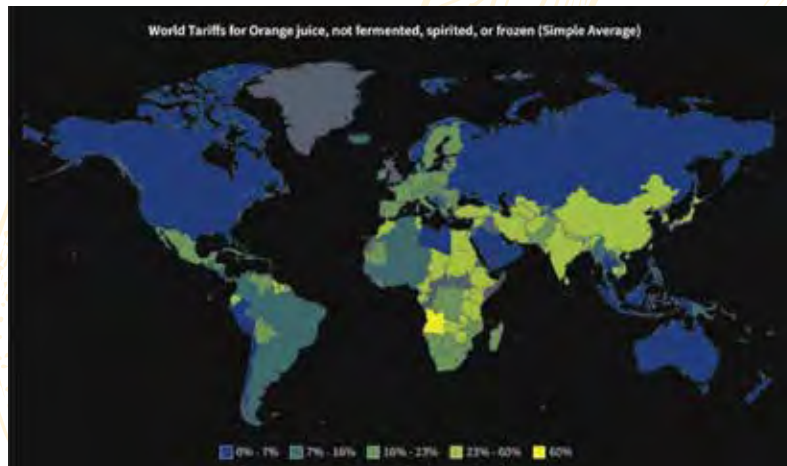 World Tariffs for Orange juice, not fermented, spirited, or frozen (Simple Average)
0% - 7% 7% - 16% 16% - 23% 23% - 60% 60%